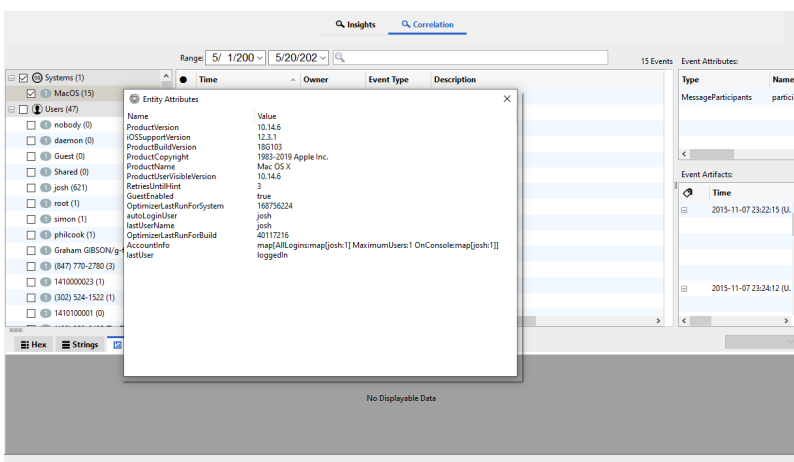 Insights Correlation
Range: 5/ 1/200 5/20/202
15 Events Event Attributes:
Systems (1)
MacOS (15)
Users (47)
nobody (0)
daemon (0)
Guest (0)
Shared (0)
josh (621)
root (1)
simon (1)
philcook (1)
Graham GIBSON/g-f
(847) 770-2780 (3)
1410000023 (1)
(302) 524-1522 (1)
1410100001 (0)
Time Owner Event Type Description
Entity Attributes
Name Value
ProductVersion 10.14.6
iOSSupportVersion 12.3.1
ProductBuildVersion 18G103
ProductCopyright 1983-2019 Apple Inc.
ProductName Mac OS X
ProductUserVisibleVersion 10.14.6
RetriesUntilHint 3
GuestEnabled true
OptimizerLastRunForSystem 168756224
autoLoginUser josh
lastUserName josh
OptimizerLastRunForBuild 40117216
AccountInfo map[AllLogins:map[josh:1] MaximumUsers:1 OnConsole:map[josh:1]]
lastUser loggedIn
Type Name
MessageParticipants partici
Event Artifacts:
Time
2015-11-07 23:22:15 (U.
2015-11-07 23:24:12 (U.
Hex Strings
No Displayable Data